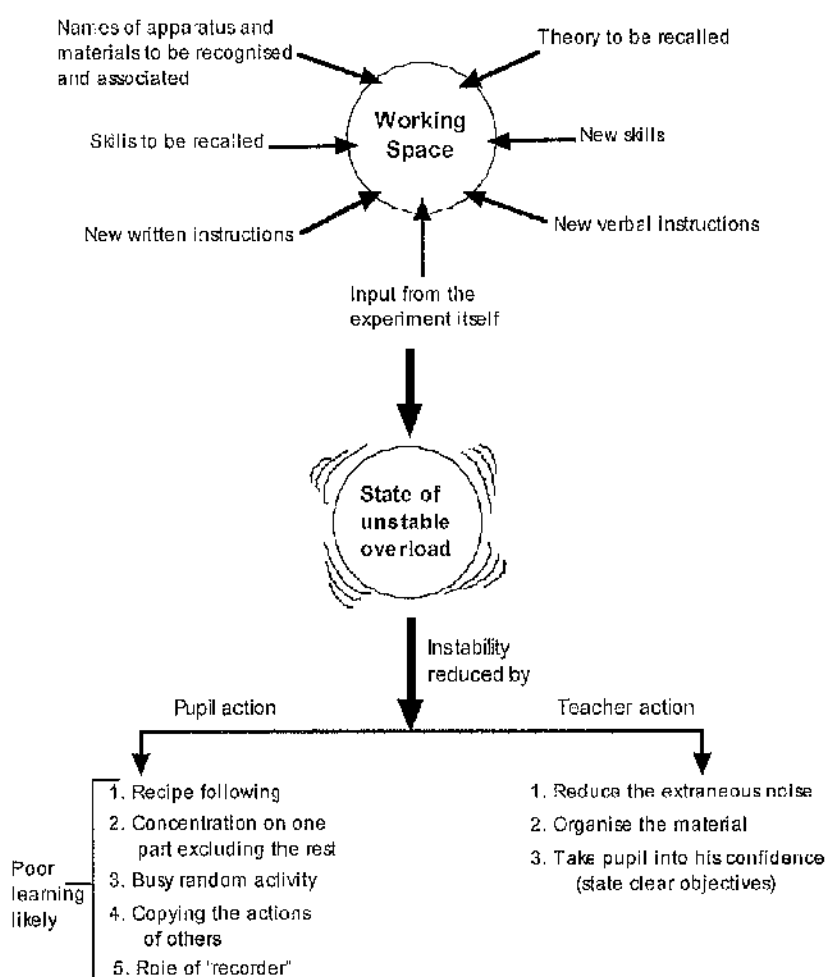 Names of apparatus and
materials to be recognised
and associated
Theory to be recalled
Working
Space
Skills to be recalled
New skills
New written instructions
New verbal instructions
Input from the
experiment itself
State of
unstable
overload
Instability
reduced by
Pupil action
Teacher action
1. Recipe following
2. Concentration on one
part excluding the rest
3. Busy random activity
4. Copying the actions
of others
5. Role of "recorder"
Poor
learning
likely
1. Reduce the extraneous noise
2. Organise the material
3. Take pupil into his confidence
(state clear objectives)